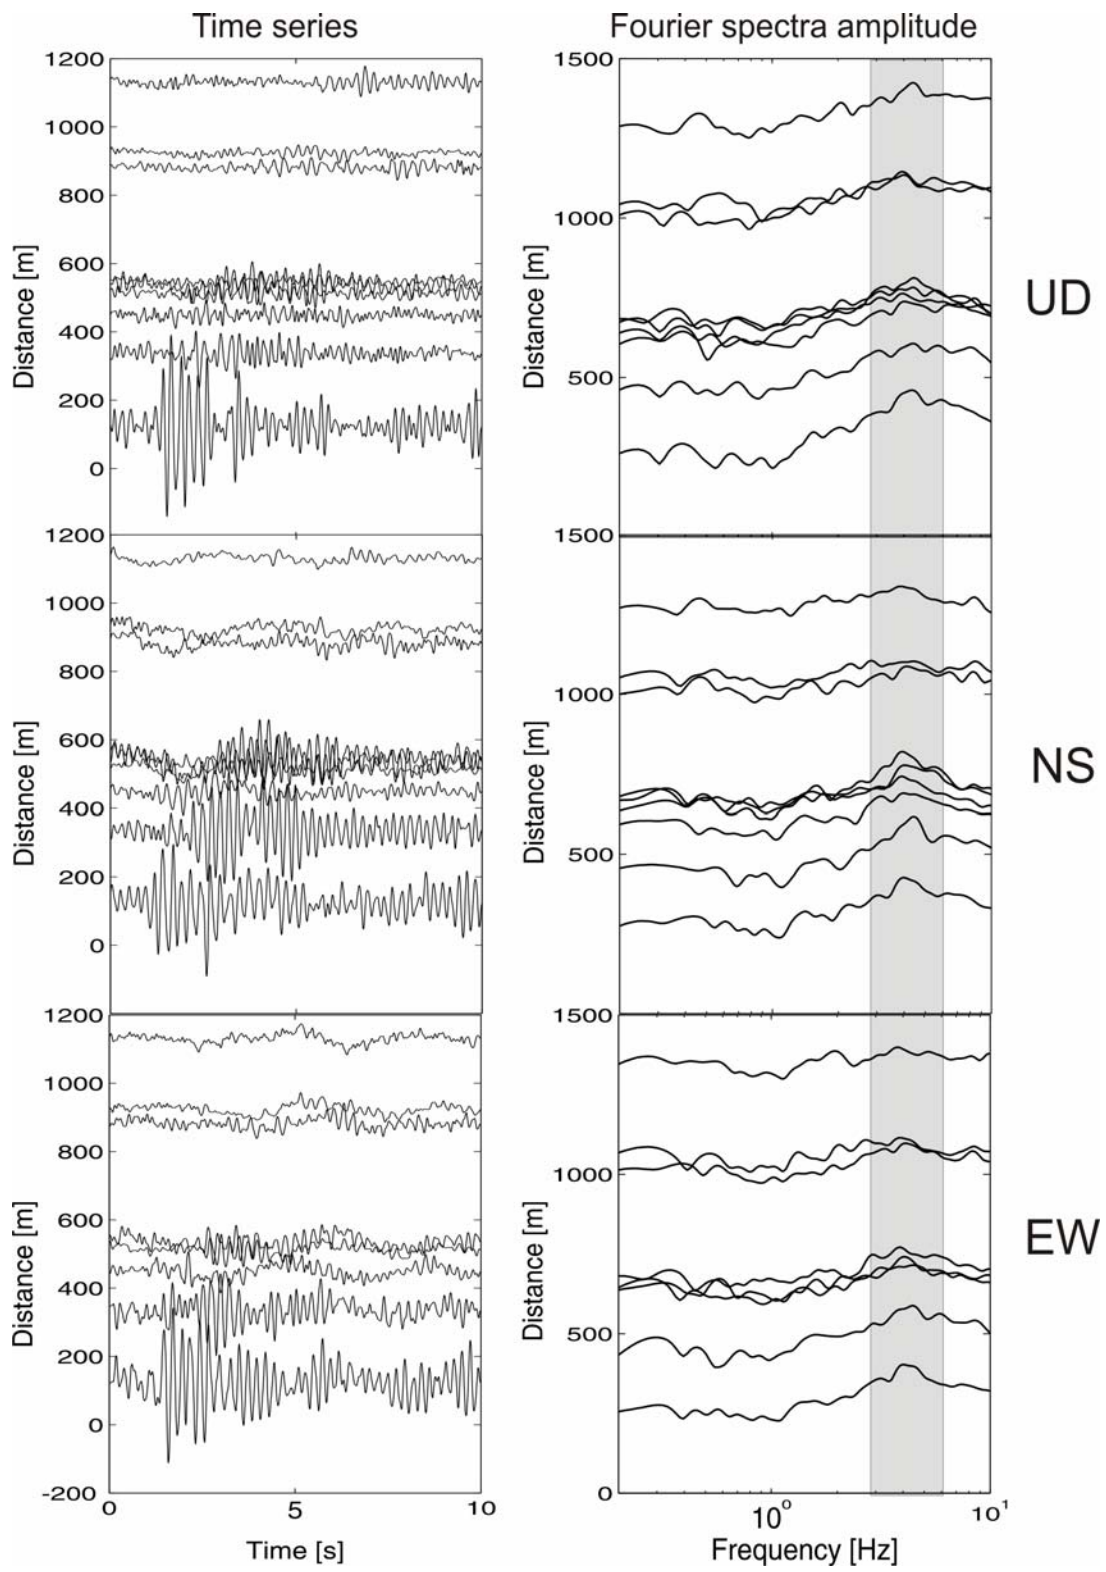 Time series
Fourier spectra amplitude
1200
1000
800
600
400
200
0
Distance [m]
1500
1000
500
Distance [m]
UD
1200
1000
800
600
400
200
0
Distance [m]
1500
1000
500
Distance [m]
NS
1200
1000
800
600
400
200
0
-200
Distance [m]
0
5
10
Time [s]
1500
1000
500
0
Distance [m]
10⁰
10¹
Frequency [Hz]
EW